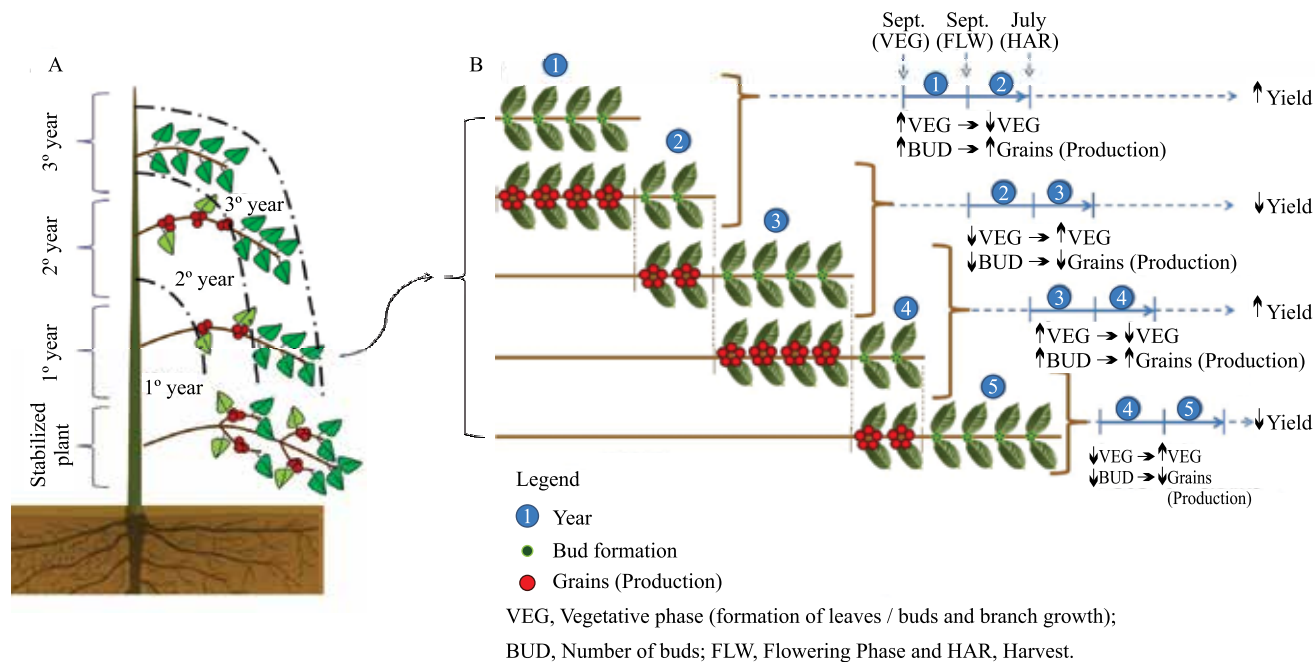 A
3º year
2º year
1º year
Stabilized
plant
3º year
2º year
1º year
B
1
2
3
4
5
Sept.
(VEG)
Sept.
(FLW)
July
(HAR)
1 2
↑VEG → ↓VEG
↑BUD → ↑Grains (Production)
↑ Yield
2 3
↓VEG → ↑VEG
↓BUD → ↓Grains (Production)
↓ Yield
3 4
↑VEG → ↓VEG
↑BUD → ↑Grains (Production)
↑ Yield
4 5
↓VEG → ↑VEG
↓BUD → ↓Grains
(Production)
↓ Yield
Legend
1 Year
Bud formation
Grains (Production)
VEG, Vegetative phase (formation of leaves / buds and branch growth);
BUD, Number of buds; FLW, Flowering Phase and HAR, Harvest.